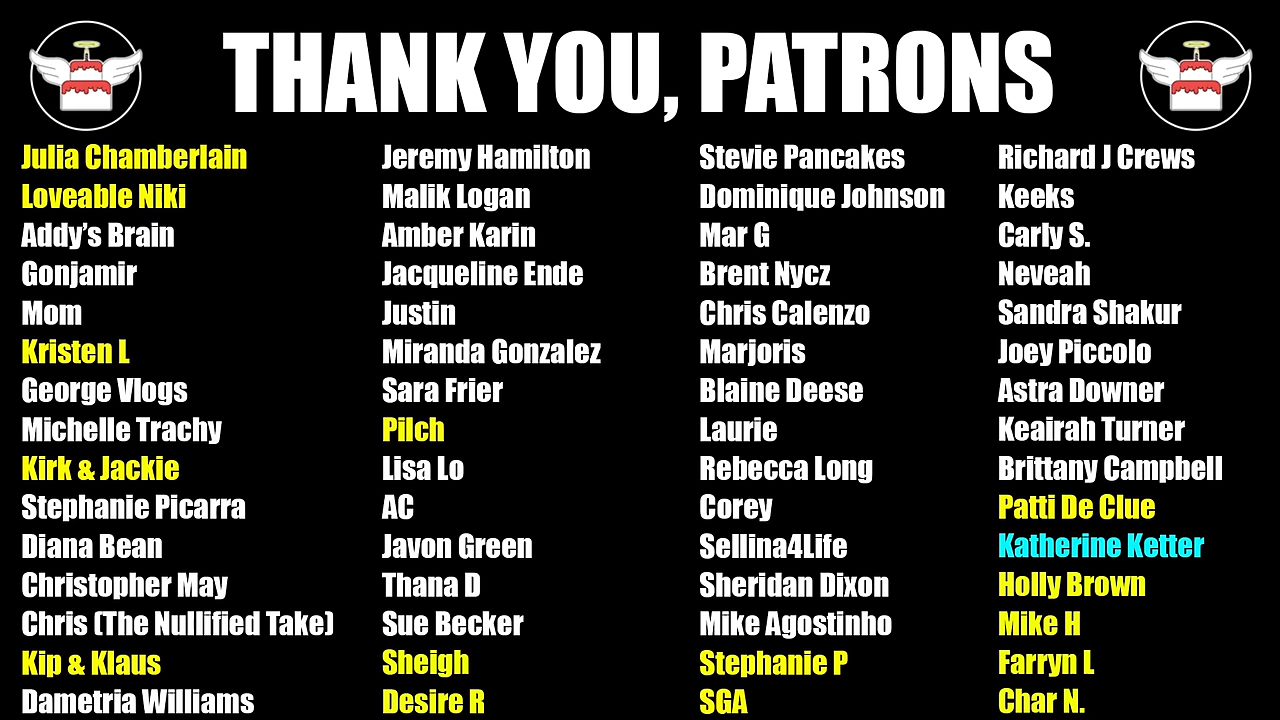 THANK YOU, PATRONS
Julia Chamberlain
Loveable Niki
Addy's Brain
Gonjamir
Mom
Kristen L
George Vlogs
Michelle Trachy
Kirk & Jackie
Stephanie Picarra
Diana Bean
Christopher May
Chris (The Nullified Take)
Kip & Klaus
Dametria Williams
Jeremy Hamilton
Malik Logan
Amber Karin
Jacqueline Ende
Justin
Miranda Gonzalez
Sara Frier
Pilch
Lisa Lo
AC
Javon Green
Thana D
Sue Becker
Sheigh
Desire R
Stevie Pancakes
Dominique Johnson
Mar G
Brent Nycz
Chris Calenzo
Marjoris
Blaine Deese
Laurie
Rebecca Long
Corey
Sellina4Life
Sheridan Dixon
Mike Agostinho
Stephanie P
SGA
Richard J Crews
Keeks
Carly S.
Neveah
Sandra Shakur
Joey Piccolo
Astra Downer
Keairah Turner
Brittany Campbell
Patti De Clue
Katherine Ketter
Holly Brown
Mike H
Farryn L
Char N.